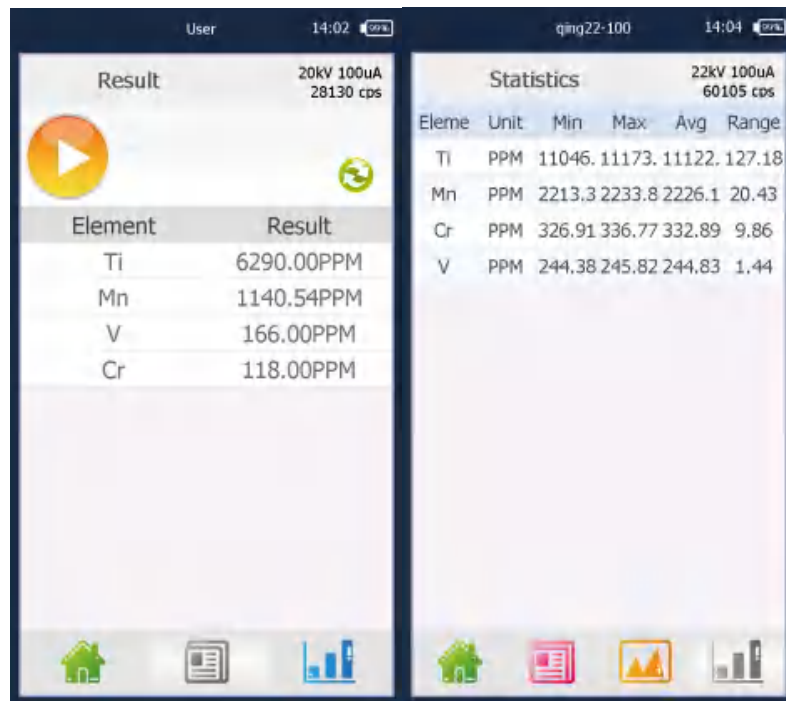 User 14:02 99%
Result 20kV 100uA
28130 cps
Element Result
Ti 6290.00PPM
Mn 1140.54PPM
V 166.00PPM
Cr 118.00PPM
qing22-100 14:04 99%
Statistics 22kV 100uA
60105 cps
Eleme Unit Min Max Avg Range
Ti PPM 11046. 11173. 11122. 127.18
Mn PPM 2213.3 2233.8 2226.1 20.43
Cr PPM 326.91 336.77 332.89 9.86
V PPM 244.38 245.82 244.83 1.44